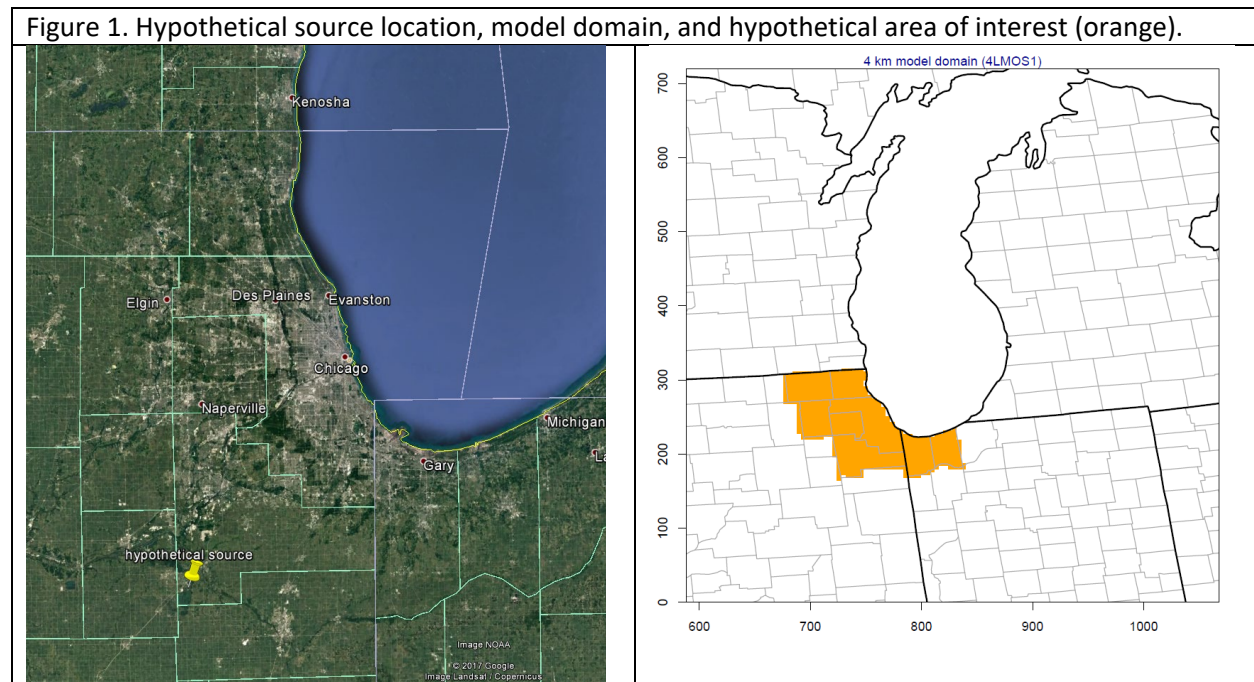 Figure 1. Hypothetical source location, model domain, and hypothetical area of interest (orange).
Kenosha
Elgin
Des Plaines
Evanston
Chicago
Naperville
Michigan
La
Gary
hypothetical source
Image NOAA
© 2017 Google
Image Landsat / Copernicus
4 km model domain (4LMOS1)
700
600
500
400
300
200
100
0
600
700
800
900
1000